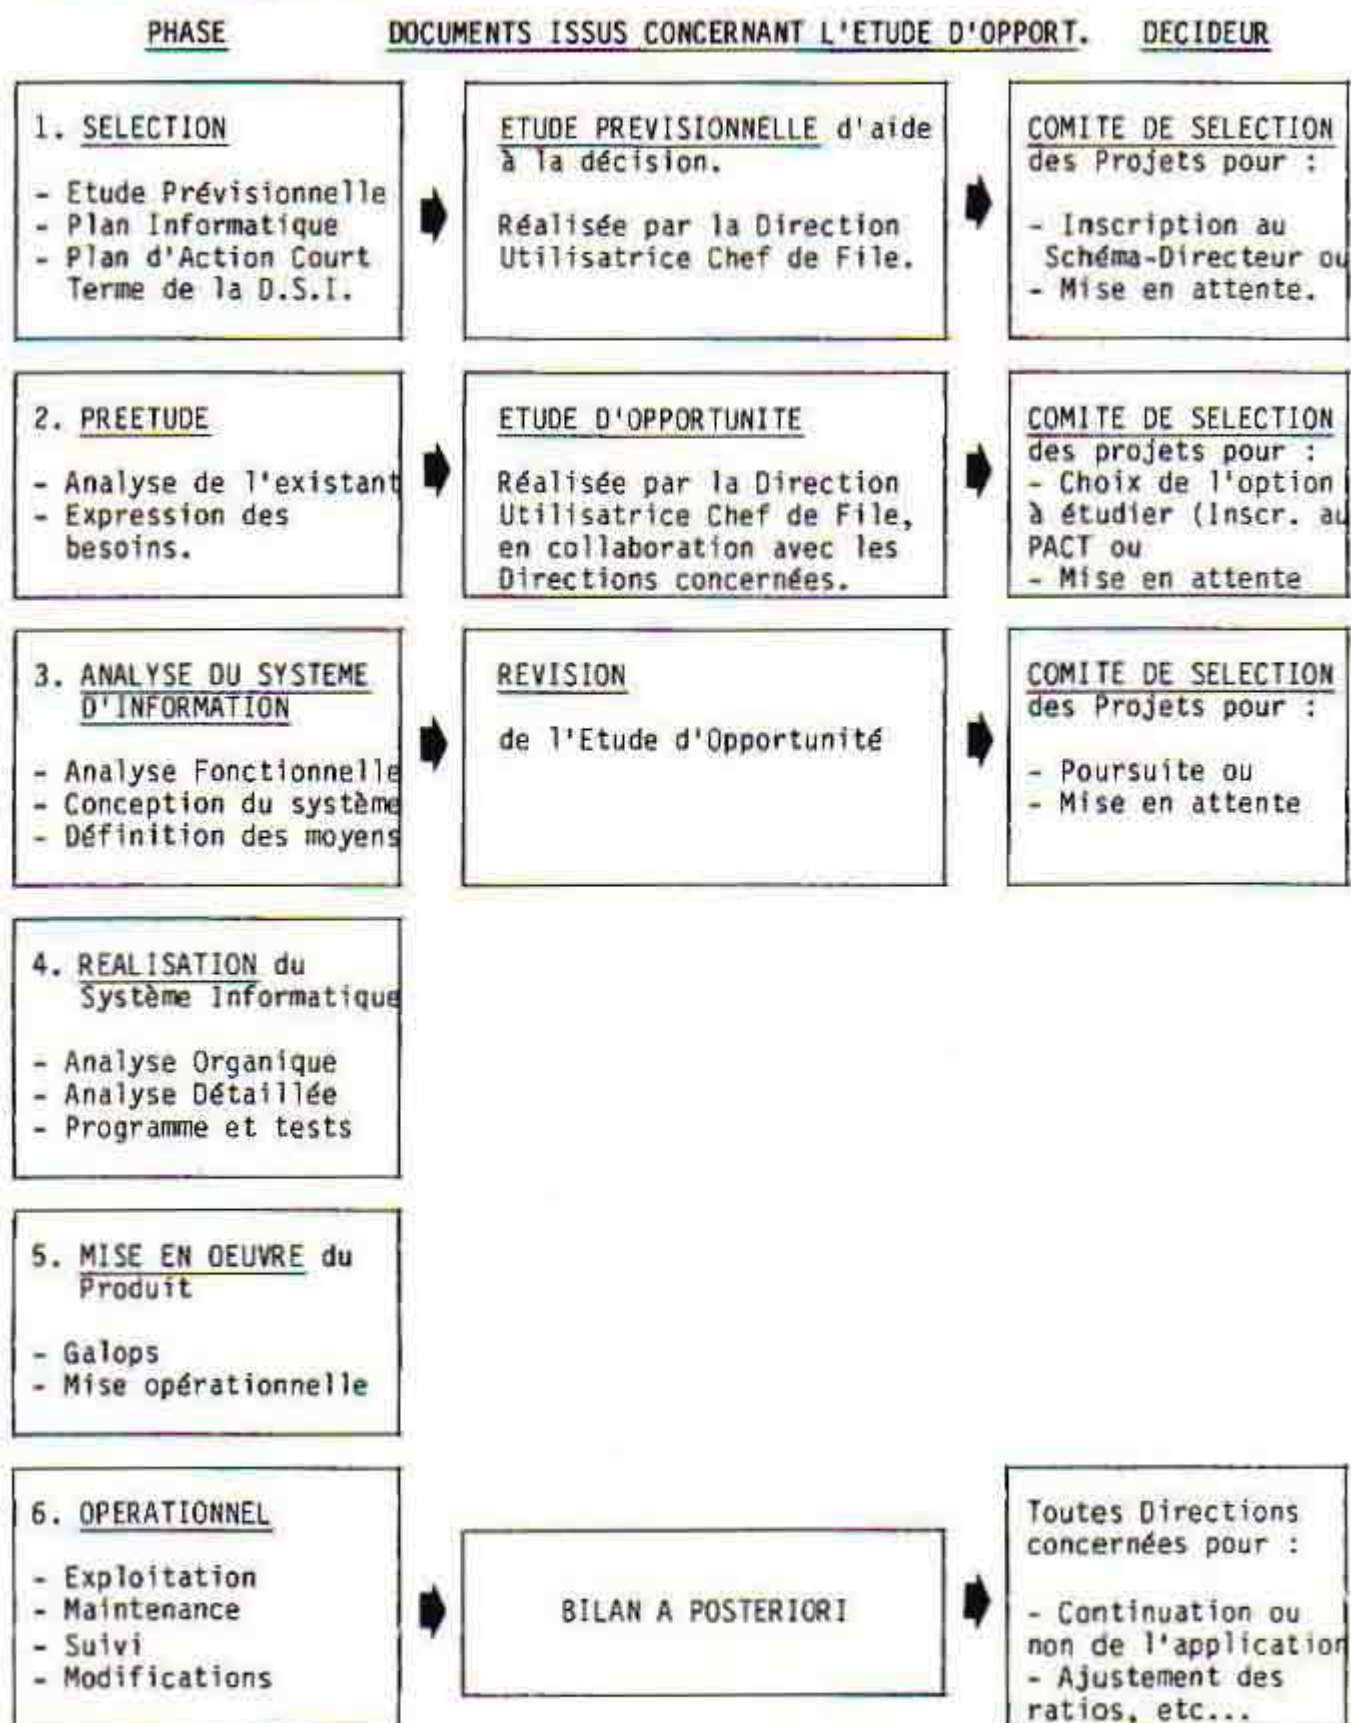 PHASE
DOCUMENTS ISSUS CONCERNANT L'ETUDE D'OPPORT.
DECIDEUR
1. SELECTION
- Etude Prévisionnelle
- Plan Informatique
- Plan d'Action Court
Terme de la D.S.I.
ETUDE PREVISIONNELLE d'aide
à la décision.
Réalisée par la Direction
Utilisatrice Chef de File.
COMITE DE SELECTION
des Projets pour :
- Inscription au
Schéma-Directeur ou
- Mise en attente.
2. PREETUDE
- Analyse de l'existant
- Expression des
besoins.
ETUDE D'OPPORTUNITE
Réalisée par la Direction
Utilisatrice Chef de File,
en collaboration avec les
Directions concernées.
COMITE DE SELECTION
des projets pour :
- Choix de l'option
à étudier (Inscr. au
PACT ou
- Mise en attente
3. ANALYSE DU SYSTEME
D'INFORMATION
- Analyse Fonctionnelle
- Conception du système
- Définition des moyens
REVISION
de l'Etude d'Opportunité
COMITE DE SELECTION
des Projets pour :
- Poursuite ou
- Mise en attente
4. REALISATION du
Système Informatique
- Analyse Organique
- Analyse Détaillée
- Programme et tests
5. MISE EN OEUVRE du
Produit
- Galops
- Mise opérationnelle
6. OPERATIONNEL
- Exploitation
- Maintenance
- Suivi
- Modifications
BILAN A POSTERIORI
Toutes Directions
concernées pour :
- Continuation ou
non de l'application
- Ajustement des
ratios, etc...